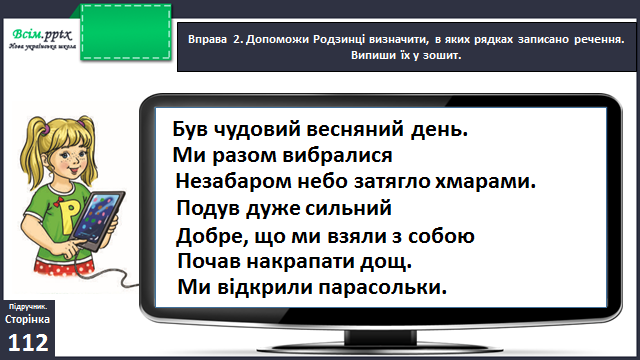 Всім.pptx
Нова українська школа
Вправа 2. Допоможи Родзинці визначити, в яких рядках записано речення.
Випиши їх у зошит.
Був чудовий весняний день.
Ми разом вибралися
Незабаром небо затягло хмарами.
Подув дуже сильний
Добре, що ми взяли з собою
Почав накрапати дощ.
Ми відкрили парасольки.
Р
Підручник.
Сторінка
112